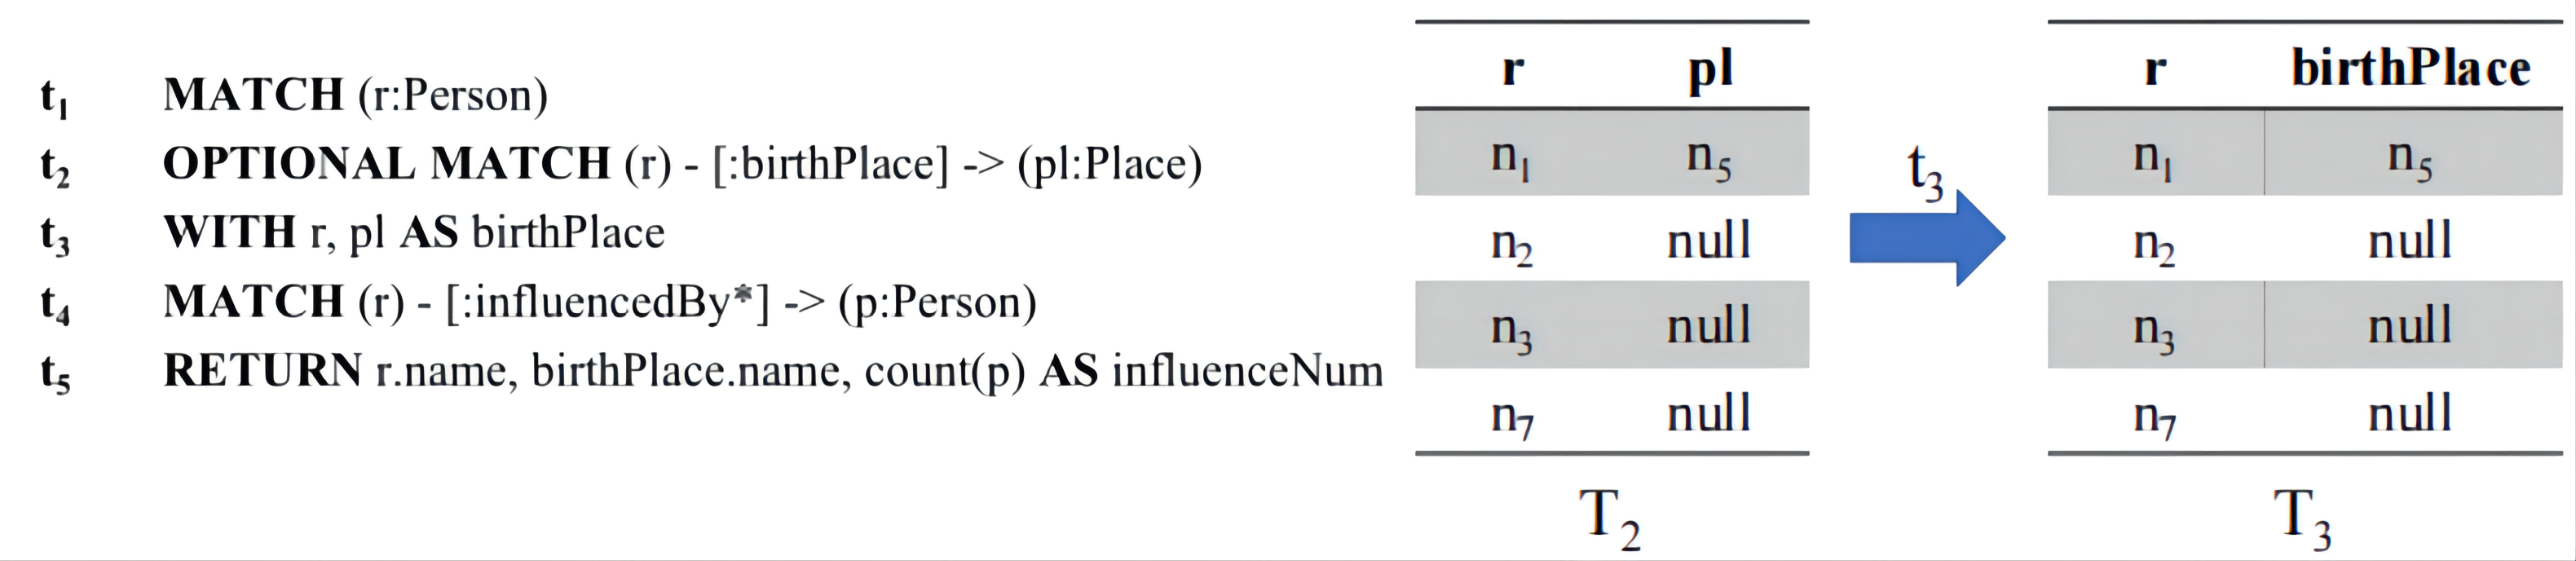 t1 MATCH (r:Person)
t2 OPTIONAL MATCH (r) - [:birthPlace] -> (pl:Place)
t3 WITH r, pl AS birthPlace
t4 MATCH (r) - [:influencedBy*] -> (p:Person)
t5 RETURN r.name, birthPlace.name, count(p) AS influenceNum
r pl
n1 n5
n2 null
n3 null
n7 null
T2
t3
r birthPlace
n1 n5
n2 null
n3 null
n7 null
T3